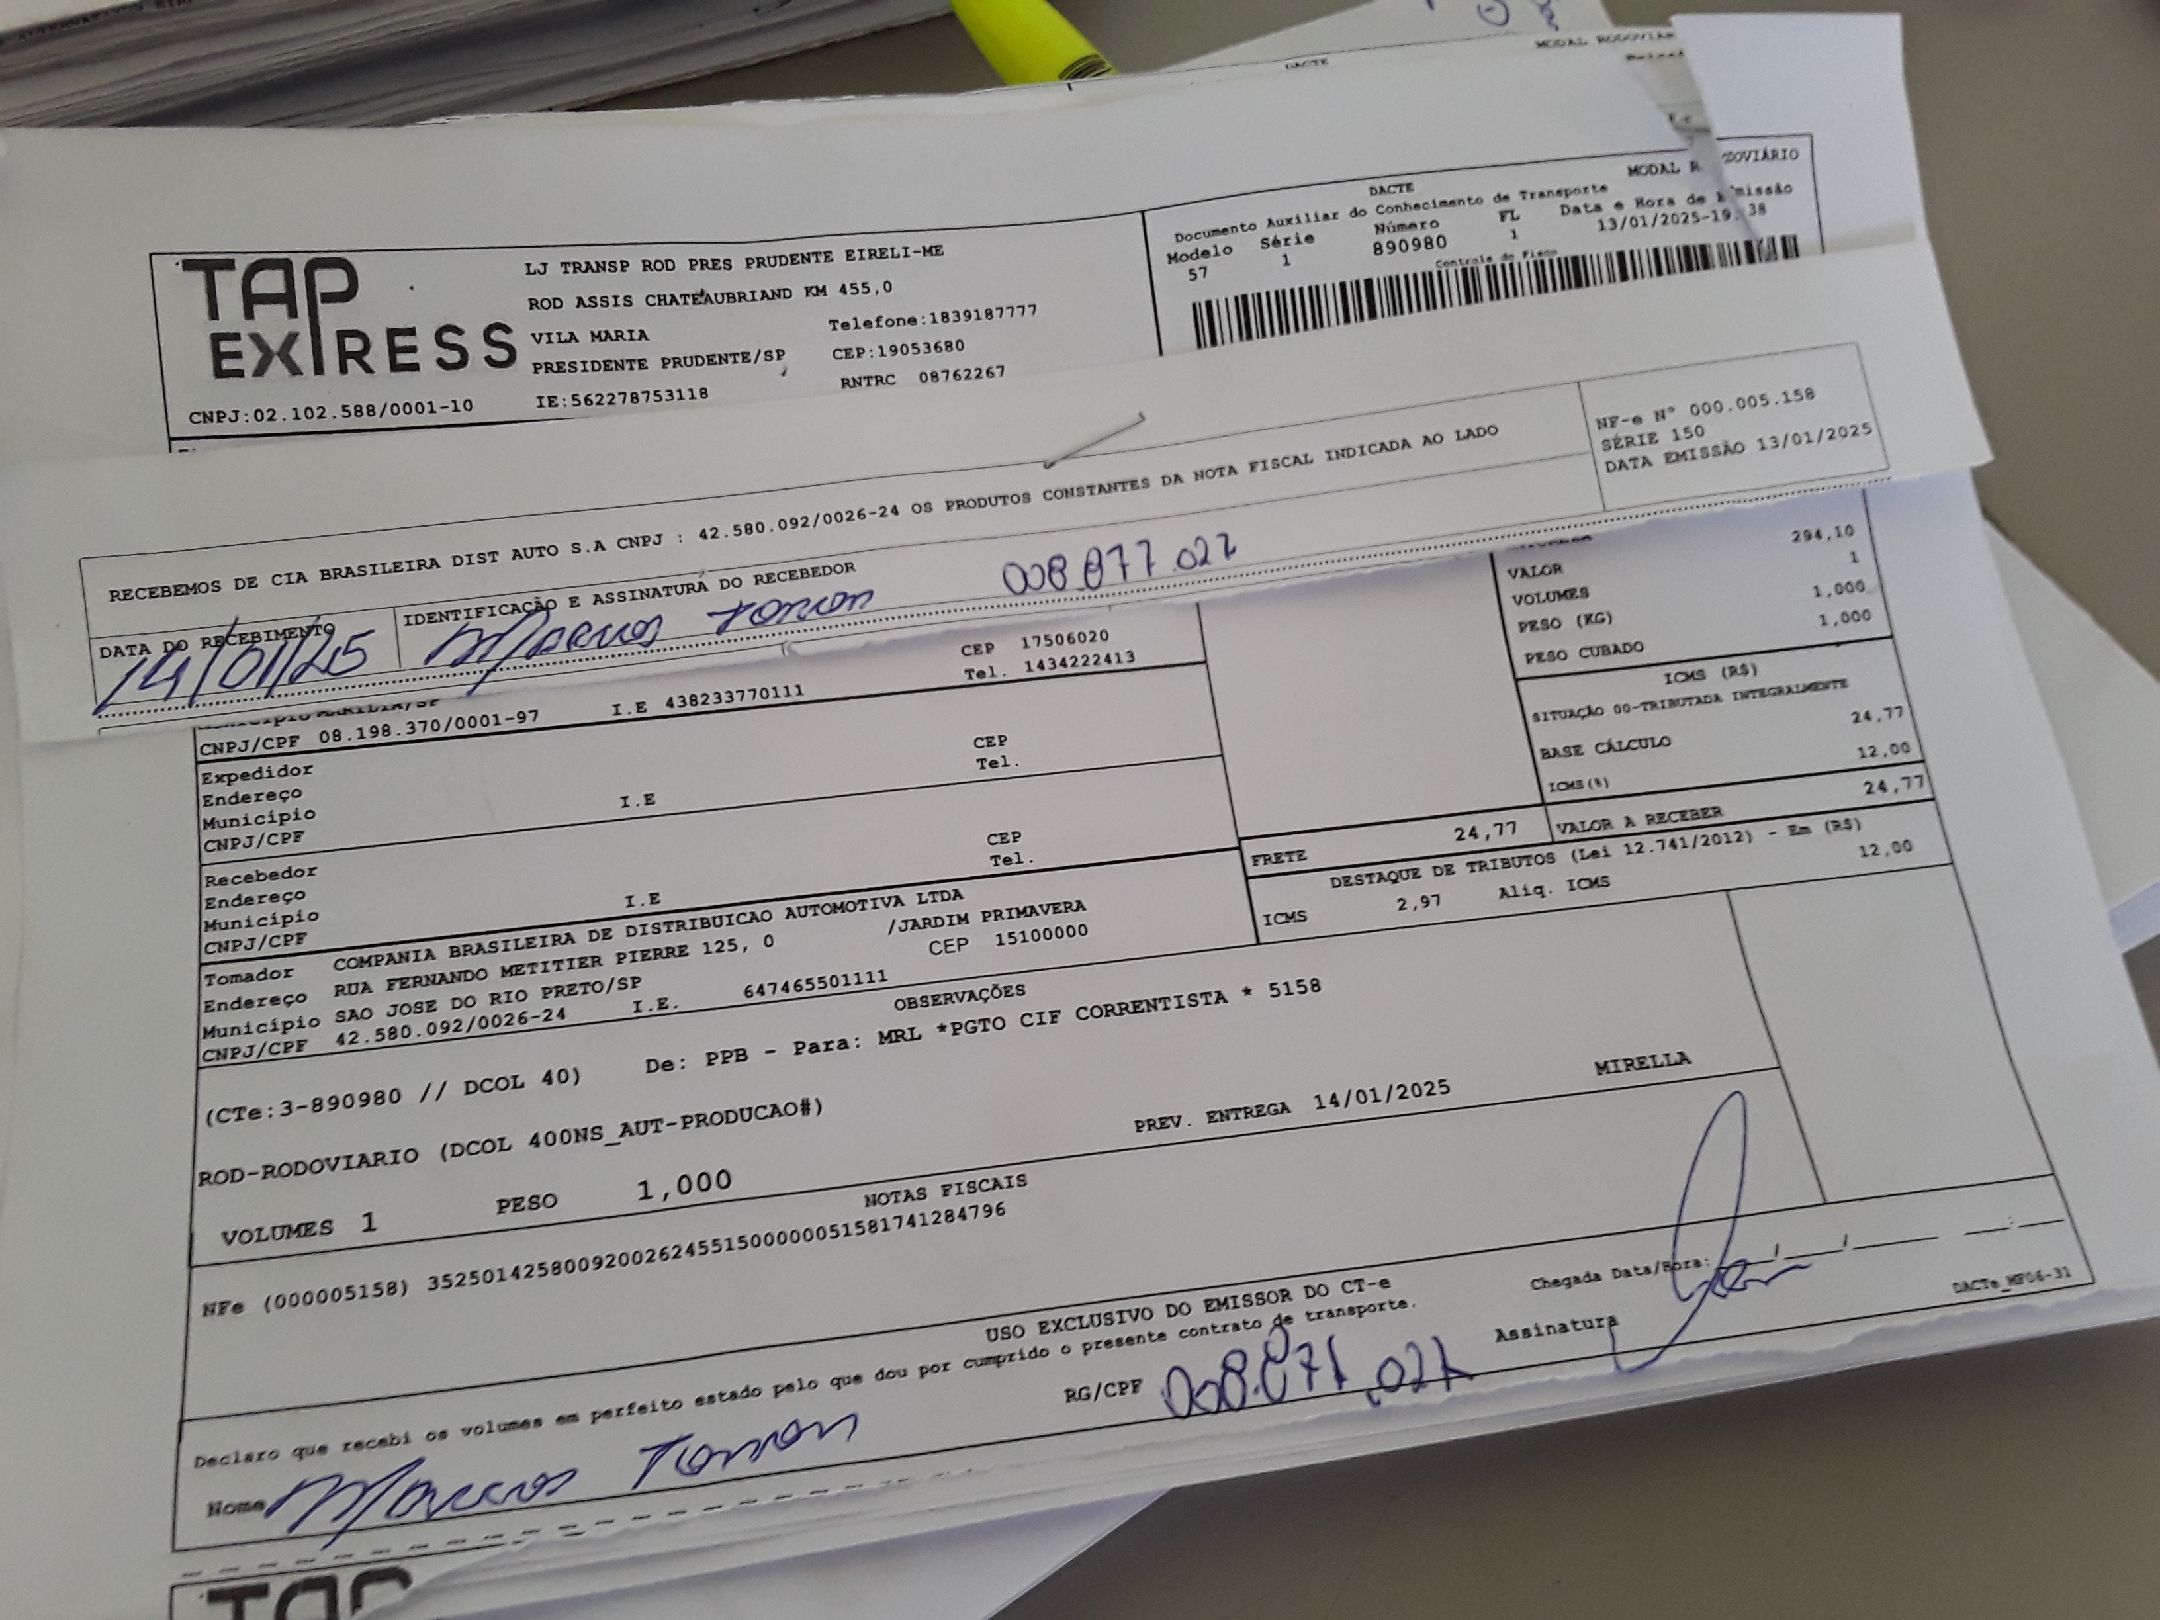 DACTE
MODAL RODOVIÁRIO
DACTE
MODAL RODOVIÁRIO
Documento Auxiliar do Conhecimento de Transporte
Modelo Série Número FL Data e Hora de Emissão
57 1 890980 1 13/01/2025-19:38
Controle do Fisco
TAP EXPRESS
LJ TRANSP ROD PRES PRUDENTE EIRELI-ME
ROD ASSIS CHATEAUBRIAND KM 455,0
VILA MARIA Telefone:1839187777
PRESIDENTE PRUDENTE/SP CEP:19053680
CNPJ:02.102.588/0001-10 IE:562278753118 RNTRC 08762267
NF-e Nº 000.005.158
SÉRIE 150
DATA EMISSÃO 13/01/2025
RECEBEMOS DE CIA BRASILEIRA DIST AUTO S.A CNPJ : 42.580.092/0026-24 OS PRODUTOS CONSTANTES DA NOTA FISCAL INDICADA AO LADO
DATA DO RECEBIMENTO IDENTIFICAÇÃO E ASSINATURA DO RECEBEDOR
14/01/25 Marcos 008.877.027
CEP 17506020
Município MARILIA/SP Tel. 1434222413
CNPJ/CPF 08.198.370/0001-97 I.E 438233770111
Expedidor
Endereço CEP
Município Tel.
CNPJ/CPF I.E
Recebedor
Endereço CEP
Município Tel.
CNPJ/CPF I.E
Tomador COMPANIA BRASILEIRA DE DISTRIBUICAO AUTOMOTIVA LTDA
Endereço RUA FERNANDO METITIER PIERRE 125, 0 /JARDIM PRIMAVERA
Município SAO JOSE DO RIO PRETO/SP CEP 15100000
CNPJ/CPF 42.580.092/0026-24 I.E. 647465501111
VALOR 294,10
VOLUMES 1
PESO (KG) 1,000
PESO CUBADO 1,000
ICMS (R$)
SITUAÇÃO 00-TRIBUTADA INTEGRALMENTE
BASE CÁLCULO 24,77
ICMS(%) 12,00
FRETE 24,77 VALOR A RECEBER 24,77
DESTAQUE DE TRIBUTOS (Lei 12.741/2012) - Em (R$)
ICMS 2,97 Aliq. ICMS 12,00
OBSERVAÇÕES
(CTe:3-890980 // DCOL 40) De: PPB - Para: MRL *PGTO CIF CORRENTISTA * 5158
ROD-RODOVIARIO (DCOL 400NS_AUT-PRODUCAO#) PREV. ENTREGA 14/01/2025 MIRELLA
VOLUMES 1 PESO 1,000
NOTAS FISCAIS
NFe (000005158) 35250142580092002624551500000051581741284796
USO EXCLUSIVO DO EMISSOR DO CT-e
Declaro que recebi os volumes em perfeito estado pelo que dou por cumprido o presente contrato de transporte.
Chegada Data/Hora:
Nome Marcos RG/CPF 008.877.027 Assinatura
DACTe_MF06-31
TAP